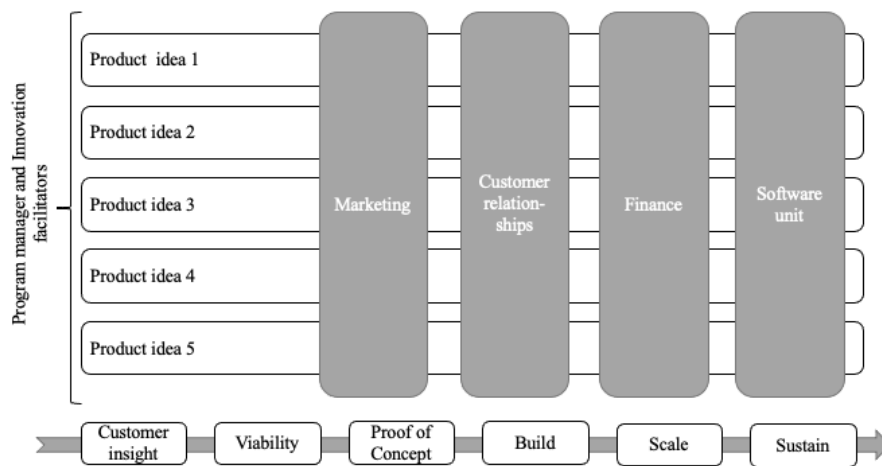 Program manager and Innovation
facilitators
Product idea 1
Product idea 2
Product idea 3
Product idea 4
Product idea 5
Marketing
Customer
relation-
ships
Finance
Software
unit
Customer
insight
Viability
Proof of
Concept
Build
Scale
Sustain